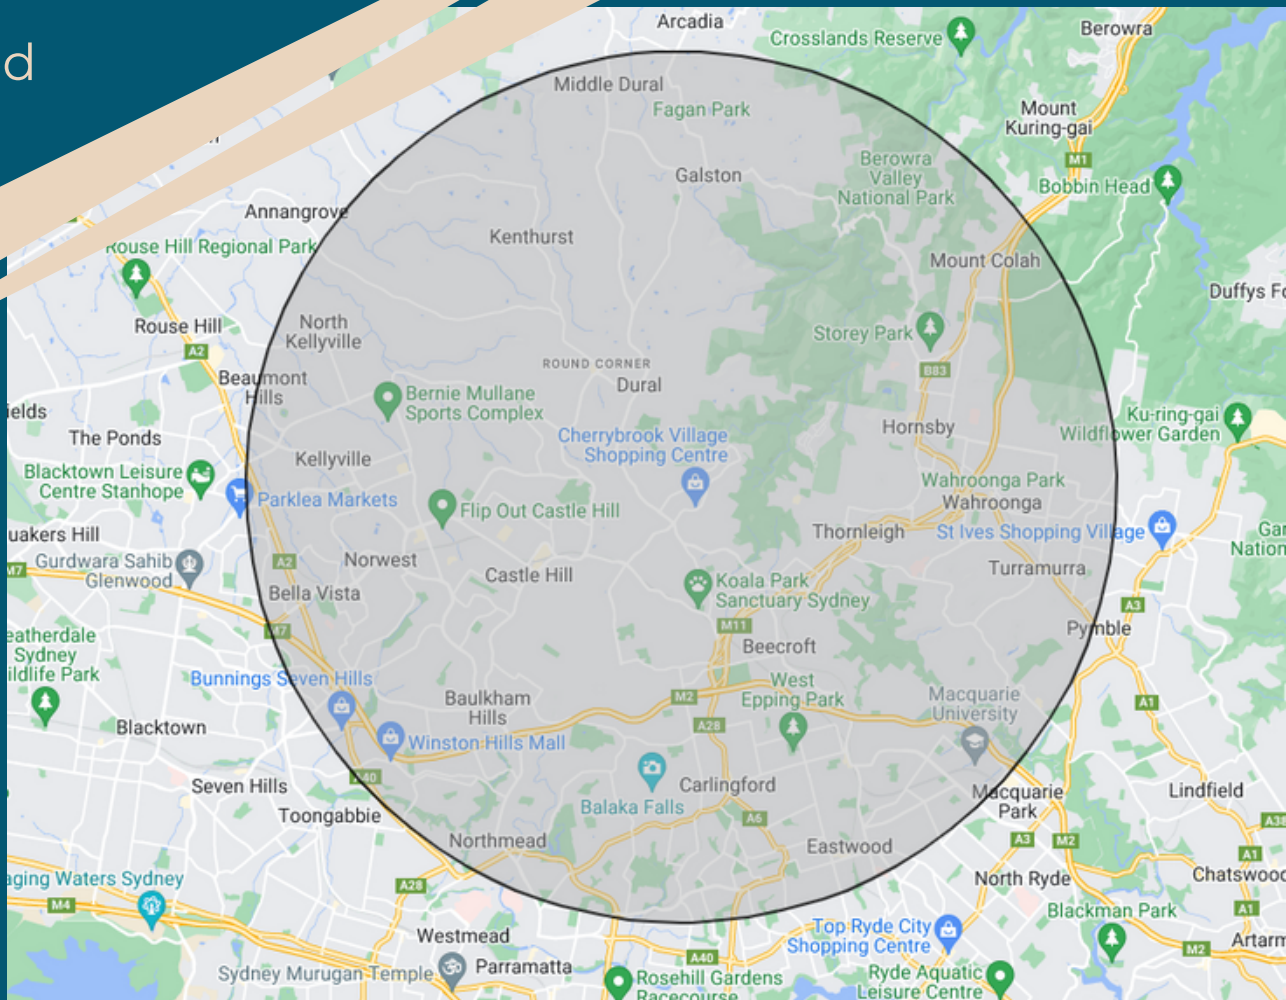 d
Arcadia
Crosslands Reserve
Berowra
Middle Dural
Fagan Park
Mount
Kuring-gai
M1
Berowra
Valley
National Park
Galston
Bobbin Head
Annangrove
Kenthurst
Rouse Hill Regional Park
Mount Colah
Duffys
Rouse Hill
North
Kellyville
Storey Park
A2
ROUND CORNER
B83
Beaumont
Hills
Dural
Bernie Mullane
Sports Complex
ields
Ku-ring-gai
Wildflower Garden
Hornsby
The Ponds
Cherrybrook Village
Shopping Centre
Kellyville
Blacktown Leisure
Centre Stanhope
Wahroonga Park
Wahroonga
Parklea Markets
Flip Out Castle Hill
uakers Hill
Thornleigh
St Ives Shopping Village
Gar
Nation
Gurdwara Sahib
Glenwood
M7
A2
Norwest
Castle Hill
Turramurra
Koala Park
Sanctuary Sydney
Bella Vista
A3
M7
M11
Pymble
eatherdale
Sydney
ildlife Park
Beecroft
Bunnings Seven Hills
West
Epping Park
Baulkham
Hills
M2
Macquarie
University
A1
Blacktown
A28
Winston Hills Mall
A40
Seven Hills
Carlingford
Macquarie
Park
Lindfield
Balaka Falls
Toongabbie
A6
A38
Northmead
Eastwood
A3
M2
A1
aging Waters Sydney
A28
North Ryde
Chatswood
M4
Blackman Park
A1
Westmead
Top Ryde City
Shopping Centre
M2
Artarm
A40
Sydney Murugan Temple
Parramatta
Rosehill Gardens
Racecourse
Ryde Aquatic
Leisure Centre